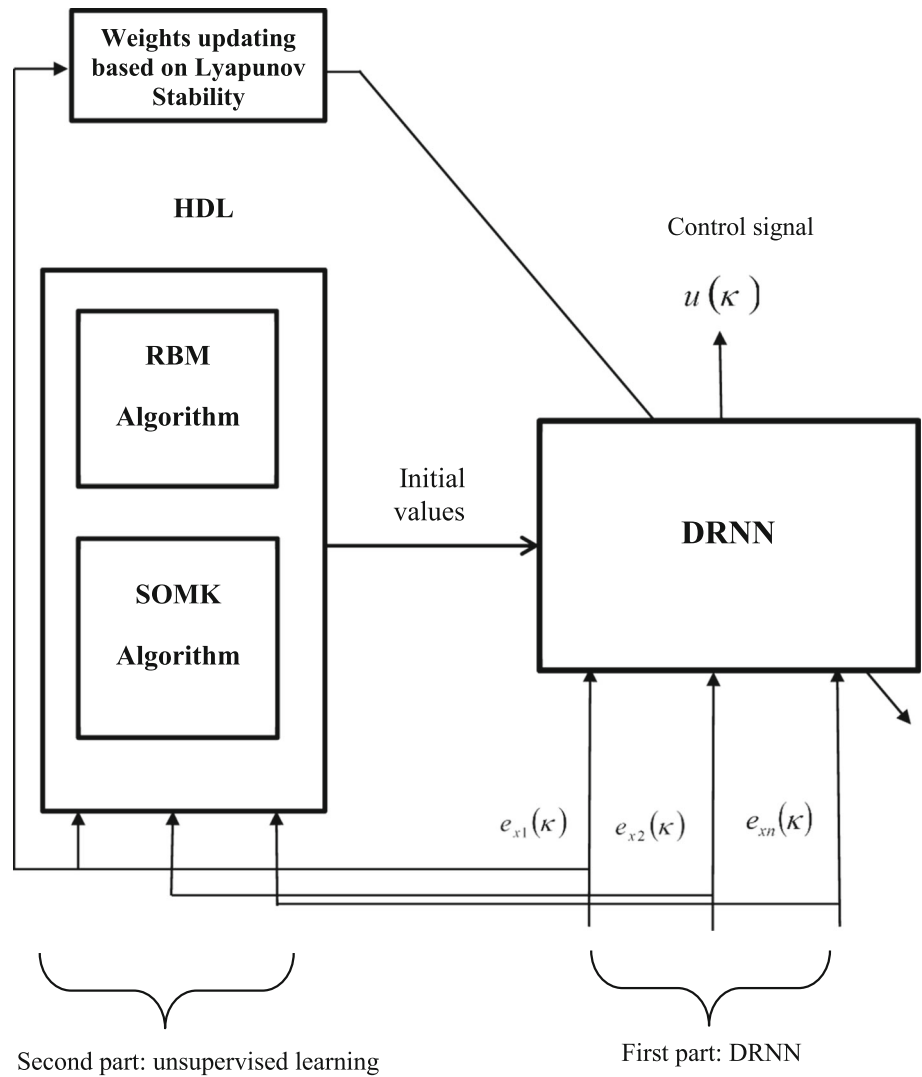 Weights updating
based on Lyapunov
Stability
HDL
Control signal
u(κ)
RBM
Algorithm
Initial
values
DRNN
SOMK
Algorithm
e_{x1}(κ) e_{x2}(κ) e_{xn}(κ)
Second part: unsupervised learning
First part: DRNN